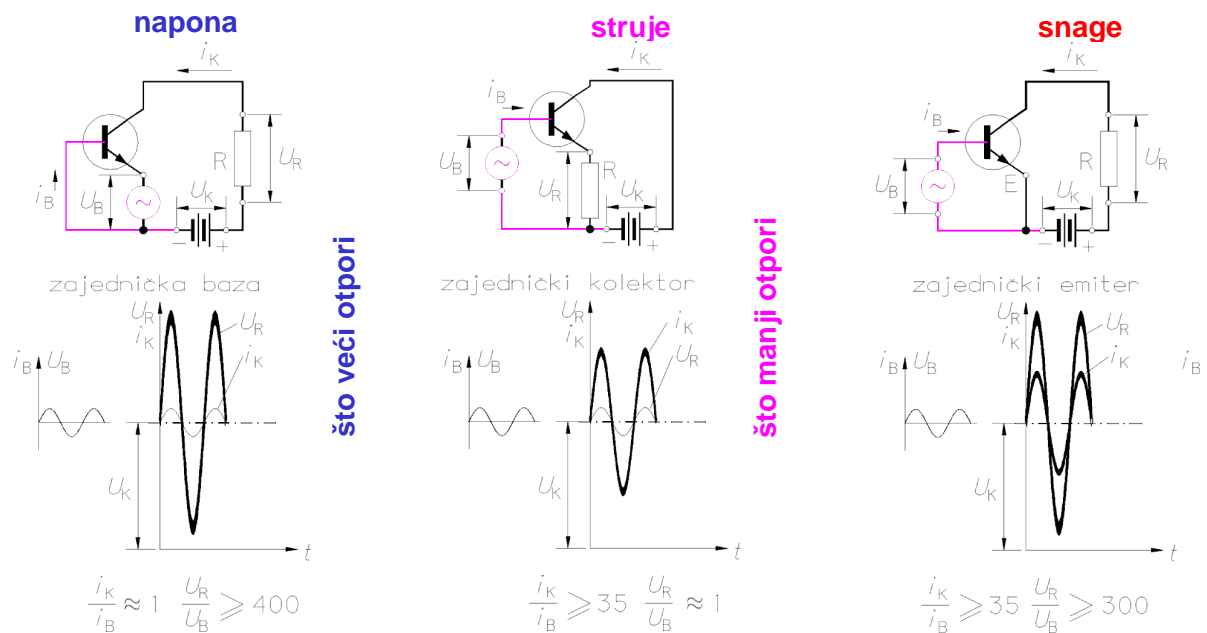 napona
i_K
i_B
U_B
R
U_R
U_K
− +
zajednička baza
U_R
i_K
U_R
i_K
i_B U_B
U_K
t
i_K / i_B ≈ 1 U_R / U_B ⩾ 400
što veći otpori
struje
i_K
i_B
U_B
R
U_R
U_K
− +
zajednički kolektor
U_R
i_K
i_K
U_R
i_B U_B
U_K
t
i_K / i_B ⩾ 35 U_R / U_B ≈ 1
što manji otpori
snage
i_K
i_B
U_B
E
R
U_R
U_K
− +
zajednički emiter
U_R
i_K
U_R
i_K
i_B U_B
U_K
t
i_K / i_B ⩾ 35 U_R / U_B ⩾ 300
i_B